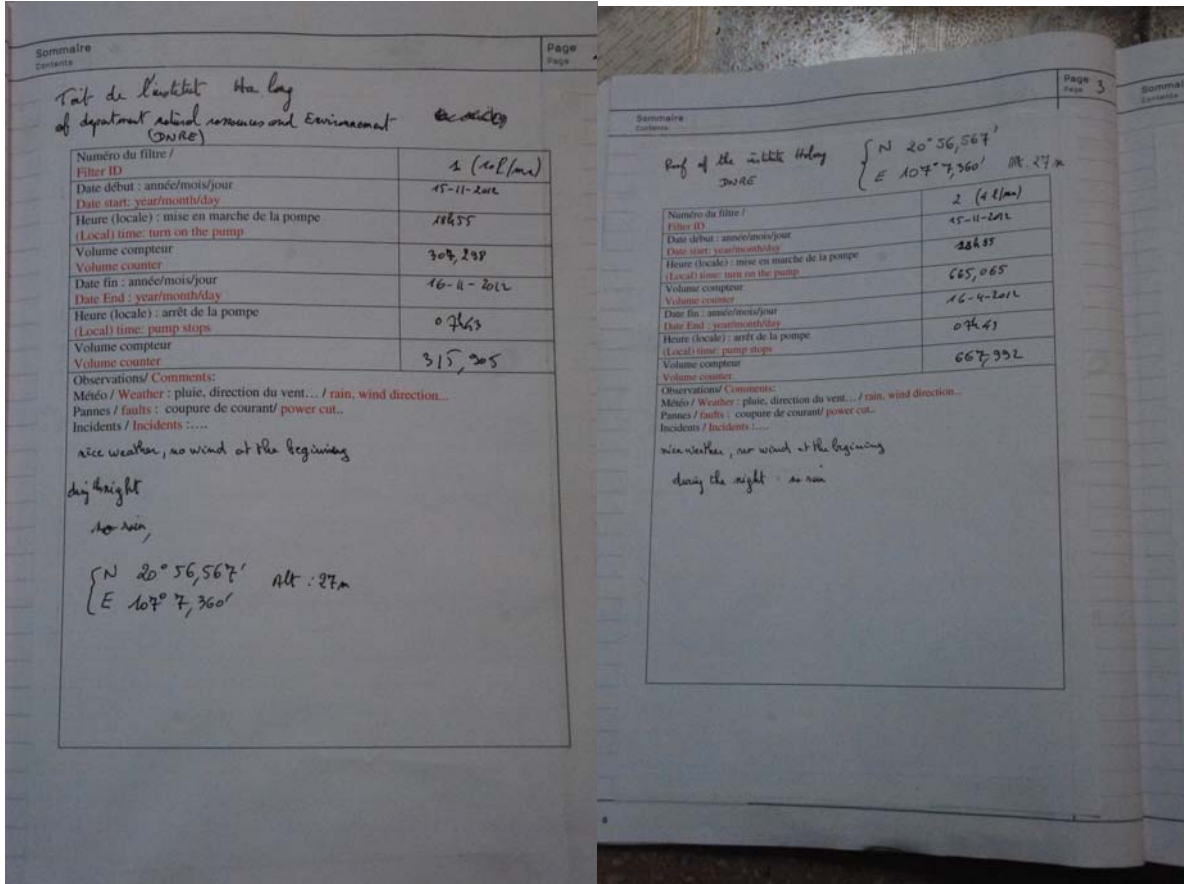 Sommaire
Contents
Page
Page
Toit de l'institut Ha long
of department natural ressources and Environnement
(DNRE)
Numéro du filtre /
Filter ID
1 (10 l/mn)
Date début : année/mois/jour
Date start: year/month/day
15-11-2012
Heure (locale) : mise en marche de la pompe
(Local) time: turn on the pump
18h55
Volume compteur
Volume counter
307,298
Date fin : année/mois/jour
Date End : year/month/day
16-11-2012
Heure (locale) : arrêt de la pompe
(Local) time: pump stops
07h43
Volume compteur
Volume counter
315,905
Observations/ Comments:
Météo / Weather : pluie, direction du vent… / rain, wind direction...
Pannes / faults : coupure de courant/ power cut..
Incidents / Incidents :….
nice weather, no wind at the beginning
night
no rain,
N 20° 56,567'
E 107° 7,360'
Alt : 27m
Page
Page
3
Sommaire
Contents
Roof of the institute Halong
DNRE
N 20° 56,567'
E 107° 7,360'
Alt. 27 m
Numéro du filtre /
Filter ID
2 (4 l/mn)
Date début : année/mois/jour
Date start: year/month/day
15-11-2012
Heure (locale) : mise en marche de la pompe
(Local) time: turn on the pump
18h55
Volume compteur
Volume counter
665,065
Date fin : année/mois/jour
Date End : year/month/day
16-11-2012
Heure (locale) : arrêt de la pompe
(Local) time: pump stops
07h43
Volume compteur
Volume counter
667,992
Observations/ Comments:
Météo / Weather : pluie, direction du vent… / rain, wind direction...
Pannes / faults : coupure de courant/ power cut..
Incidents / Incidents :….
nice weather, no wind at the beginning
during the night : no rain
8